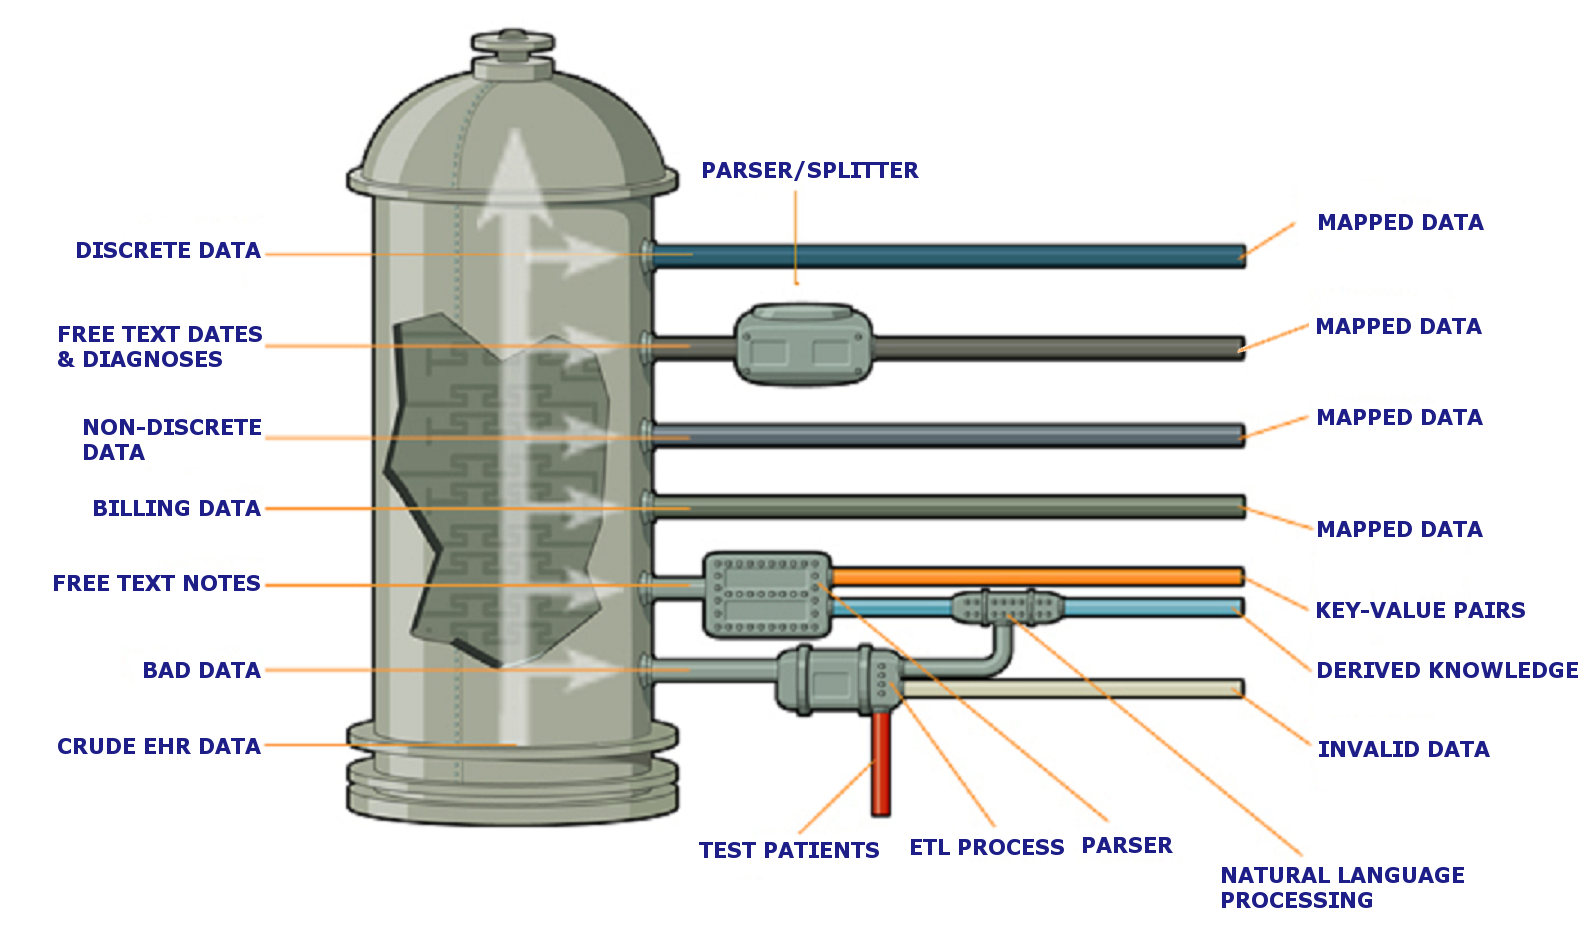 PARSER/SPLITTER
DISCRETE DATA
MAPPED DATA
FREE TEXT DATES
& DIAGNOSES
MAPPED DATA
NON-DISCRETE
DATA
MAPPED DATA
BILLING DATA
MAPPED DATA
FREE TEXT NOTES
KEY-VALUE PAIRS
BAD DATA
DERIVED KNOWLEDGE
CRUDE EHR DATA
INVALID DATA
TEST PATIENTS
ETL PROCESS
PARSER
NATURAL LANGUAGE
PROCESSING